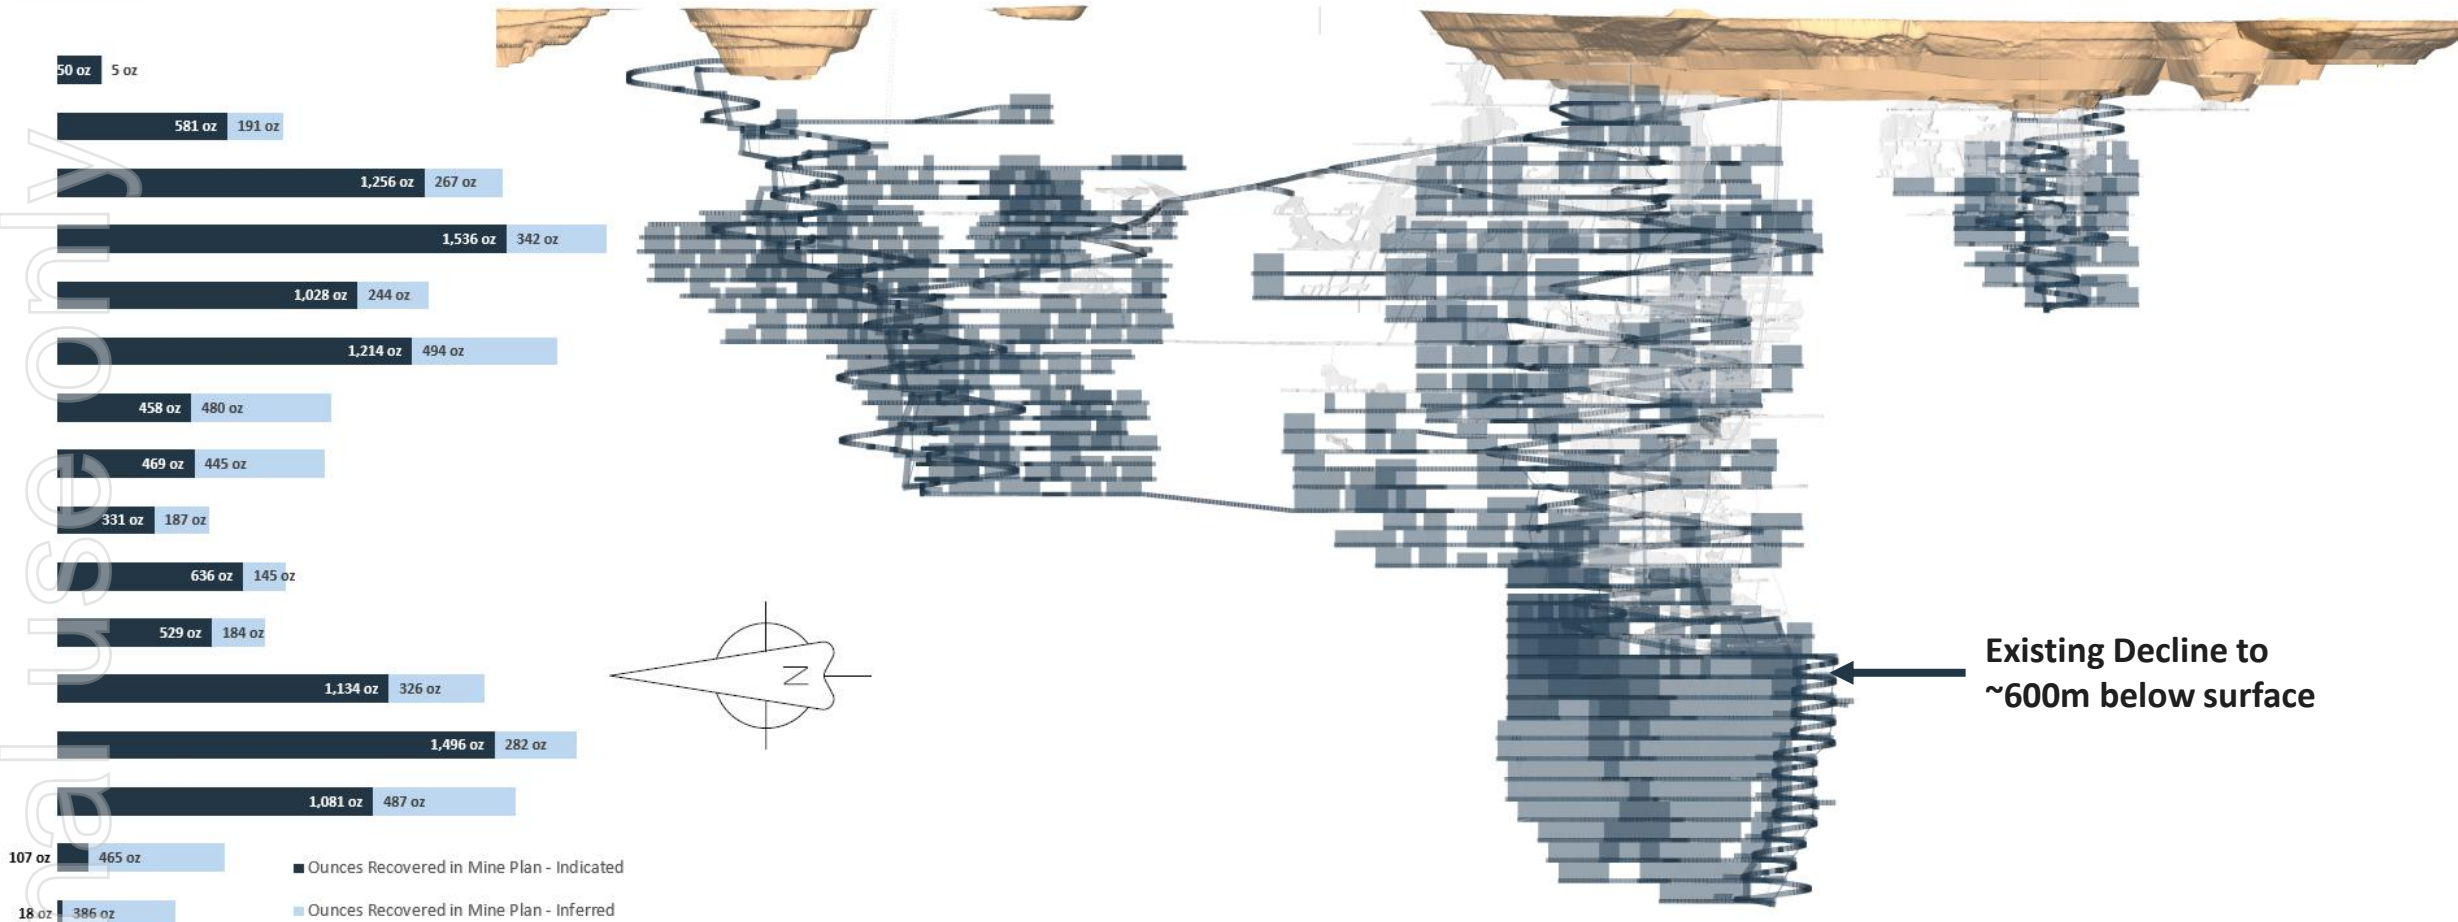 50 oz 5 oz
581 oz 191 oz
1,256 oz 267 oz
1,536 oz 342 oz
1,028 oz 244 oz
1,214 oz 494 oz
458 oz 480 oz
469 oz 445 oz
331 oz 187 oz
636 oz 145 oz
529 oz 184 oz
1,134 oz 326 oz
1,496 oz 282 oz
1,081 oz 487 oz
107 oz 465 oz
18 oz 386 oz
Ounces Recovered in Mine Plan - Indicated
Ounces Recovered in Mine Plan - Inferred
N
Existing Decline to
~600m below surface
nal use only